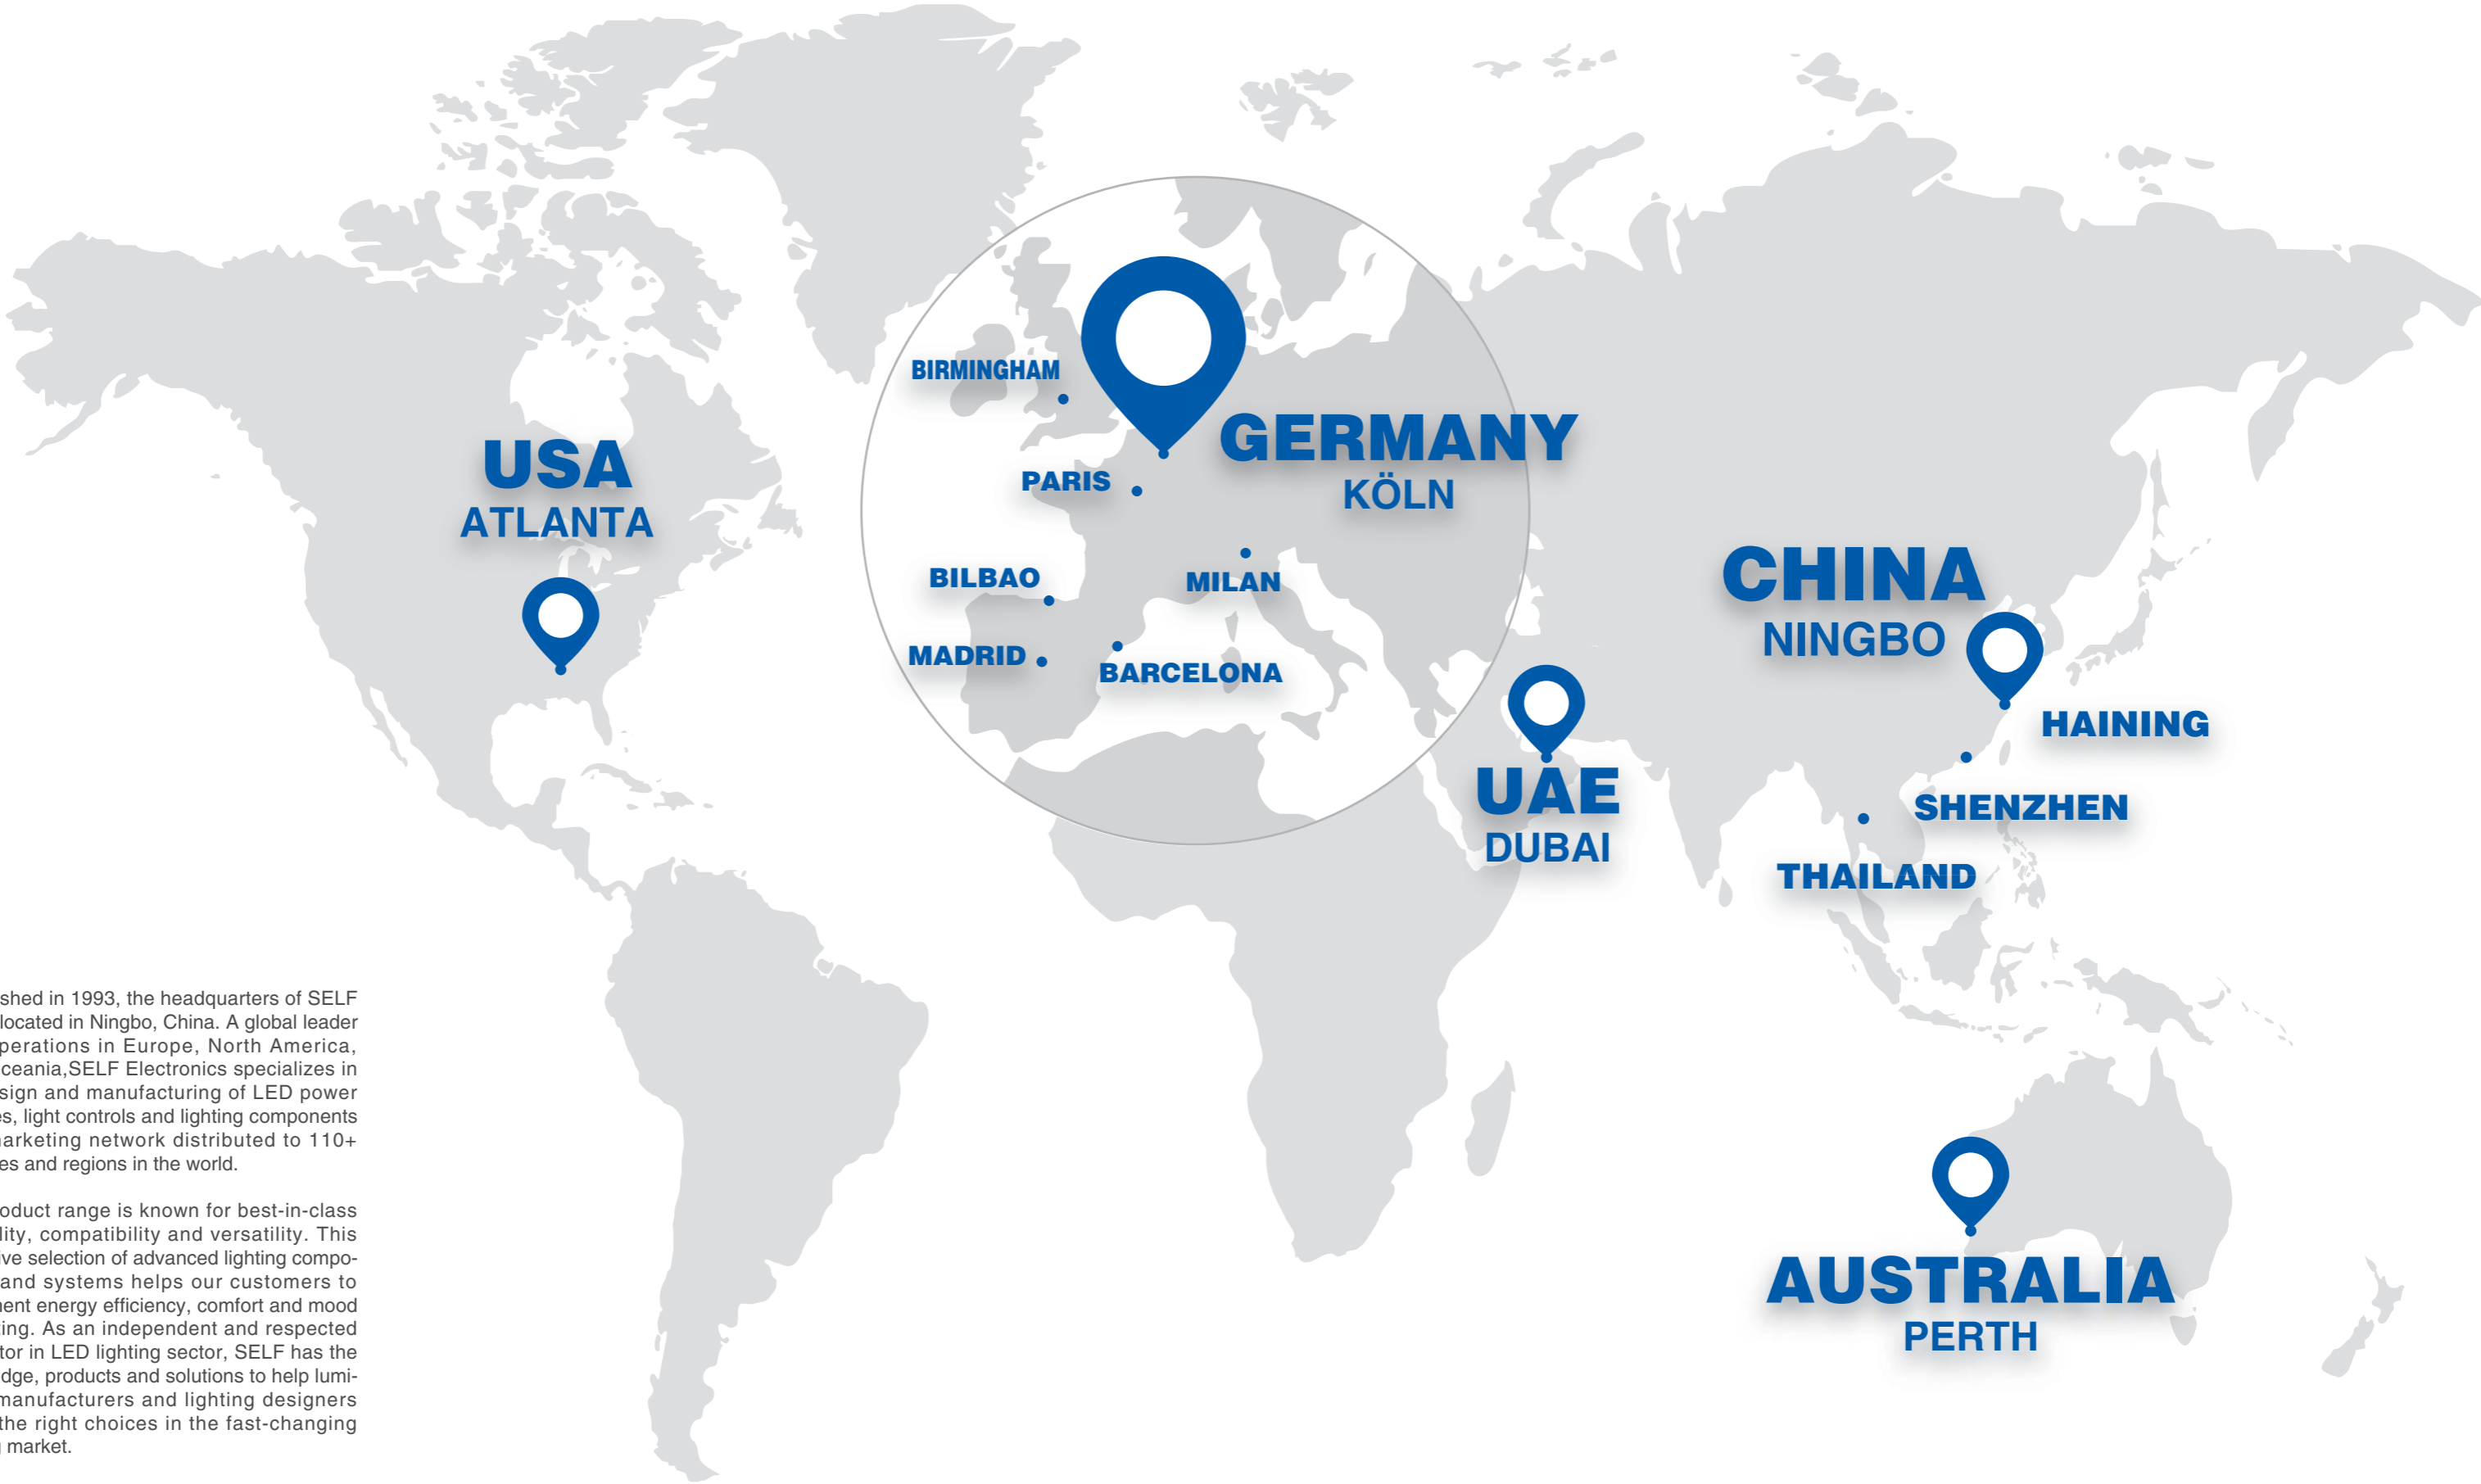 BIRMINGHAM
GERMANY
KÖLN
PARIS
USA
ATLANTA
BILBAO
MILAN
MADRID
BARCELONA
CHINA
NINGBO
HAINING
SHENZHEN
UAE
DUBAI
THAILAND
AUSTRALIA
PERTH
shed in 1993, the headquarters of SELF
located in Ningbo, China. A global leader
perations in Europe, North America,
ceania,SELF Electronics specializes in
sign and manufacturing of LED power
es, light controls and lighting components
arketing network distributed to 110+
es and regions in the world.
oduct range is known for best-in-class
lity, compatibility and versatility. This
ive selection of advanced lighting compo-
and systems helps our customers to
ment energy efficiency, comfort and mood
ting. As an independent and respected
tor in LED lighting sector, SELF has the
dge, products and solutions to help lumi-
manufacturers and lighting designers
the right choices in the fast-changing
g market.